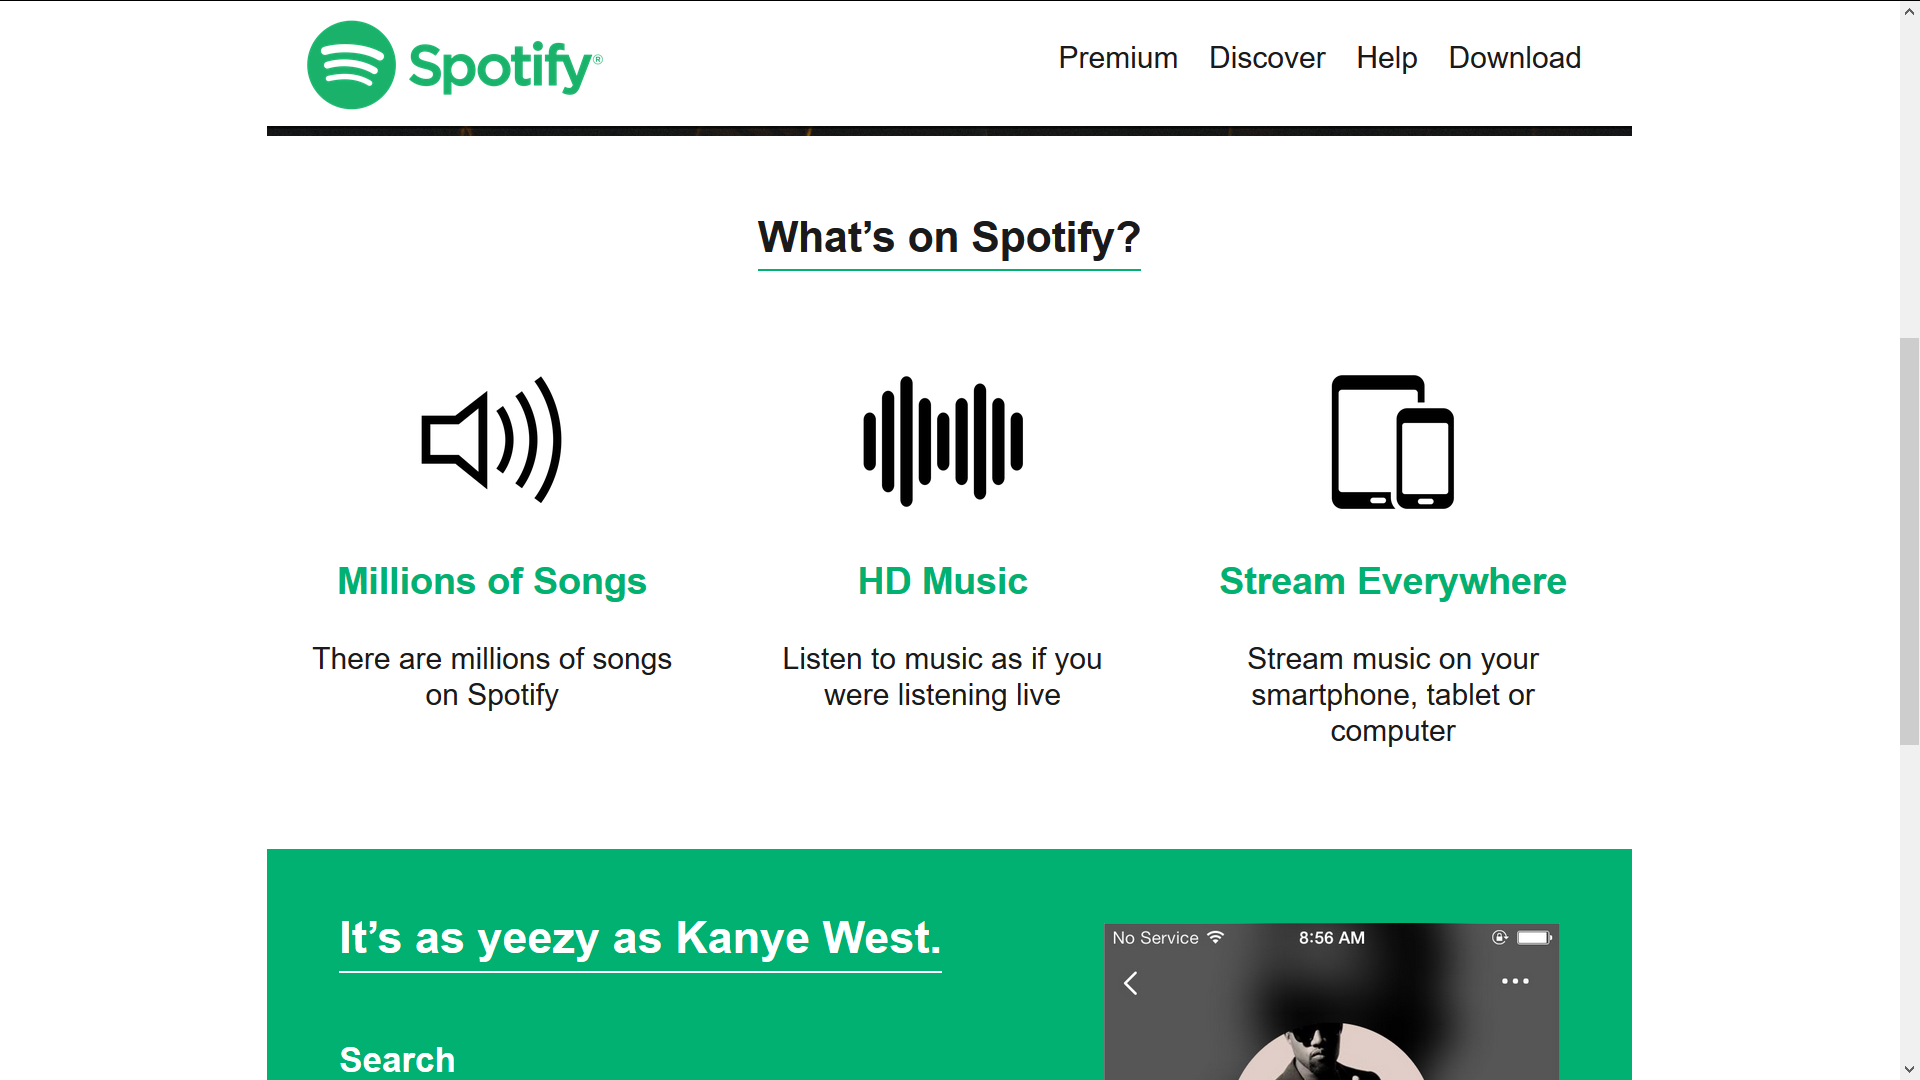 Spotify®
Premium Discover Help Download
What’s on Spotify?
Millions of Songs
There are millions of songs
on Spotify
HD Music
Listen to music as if you
were listening live
Stream Everywhere
Stream music on your
smartphone, tablet or
computer
It’s as yeezy as Kanye West.
Search
No Service 8:56 AM